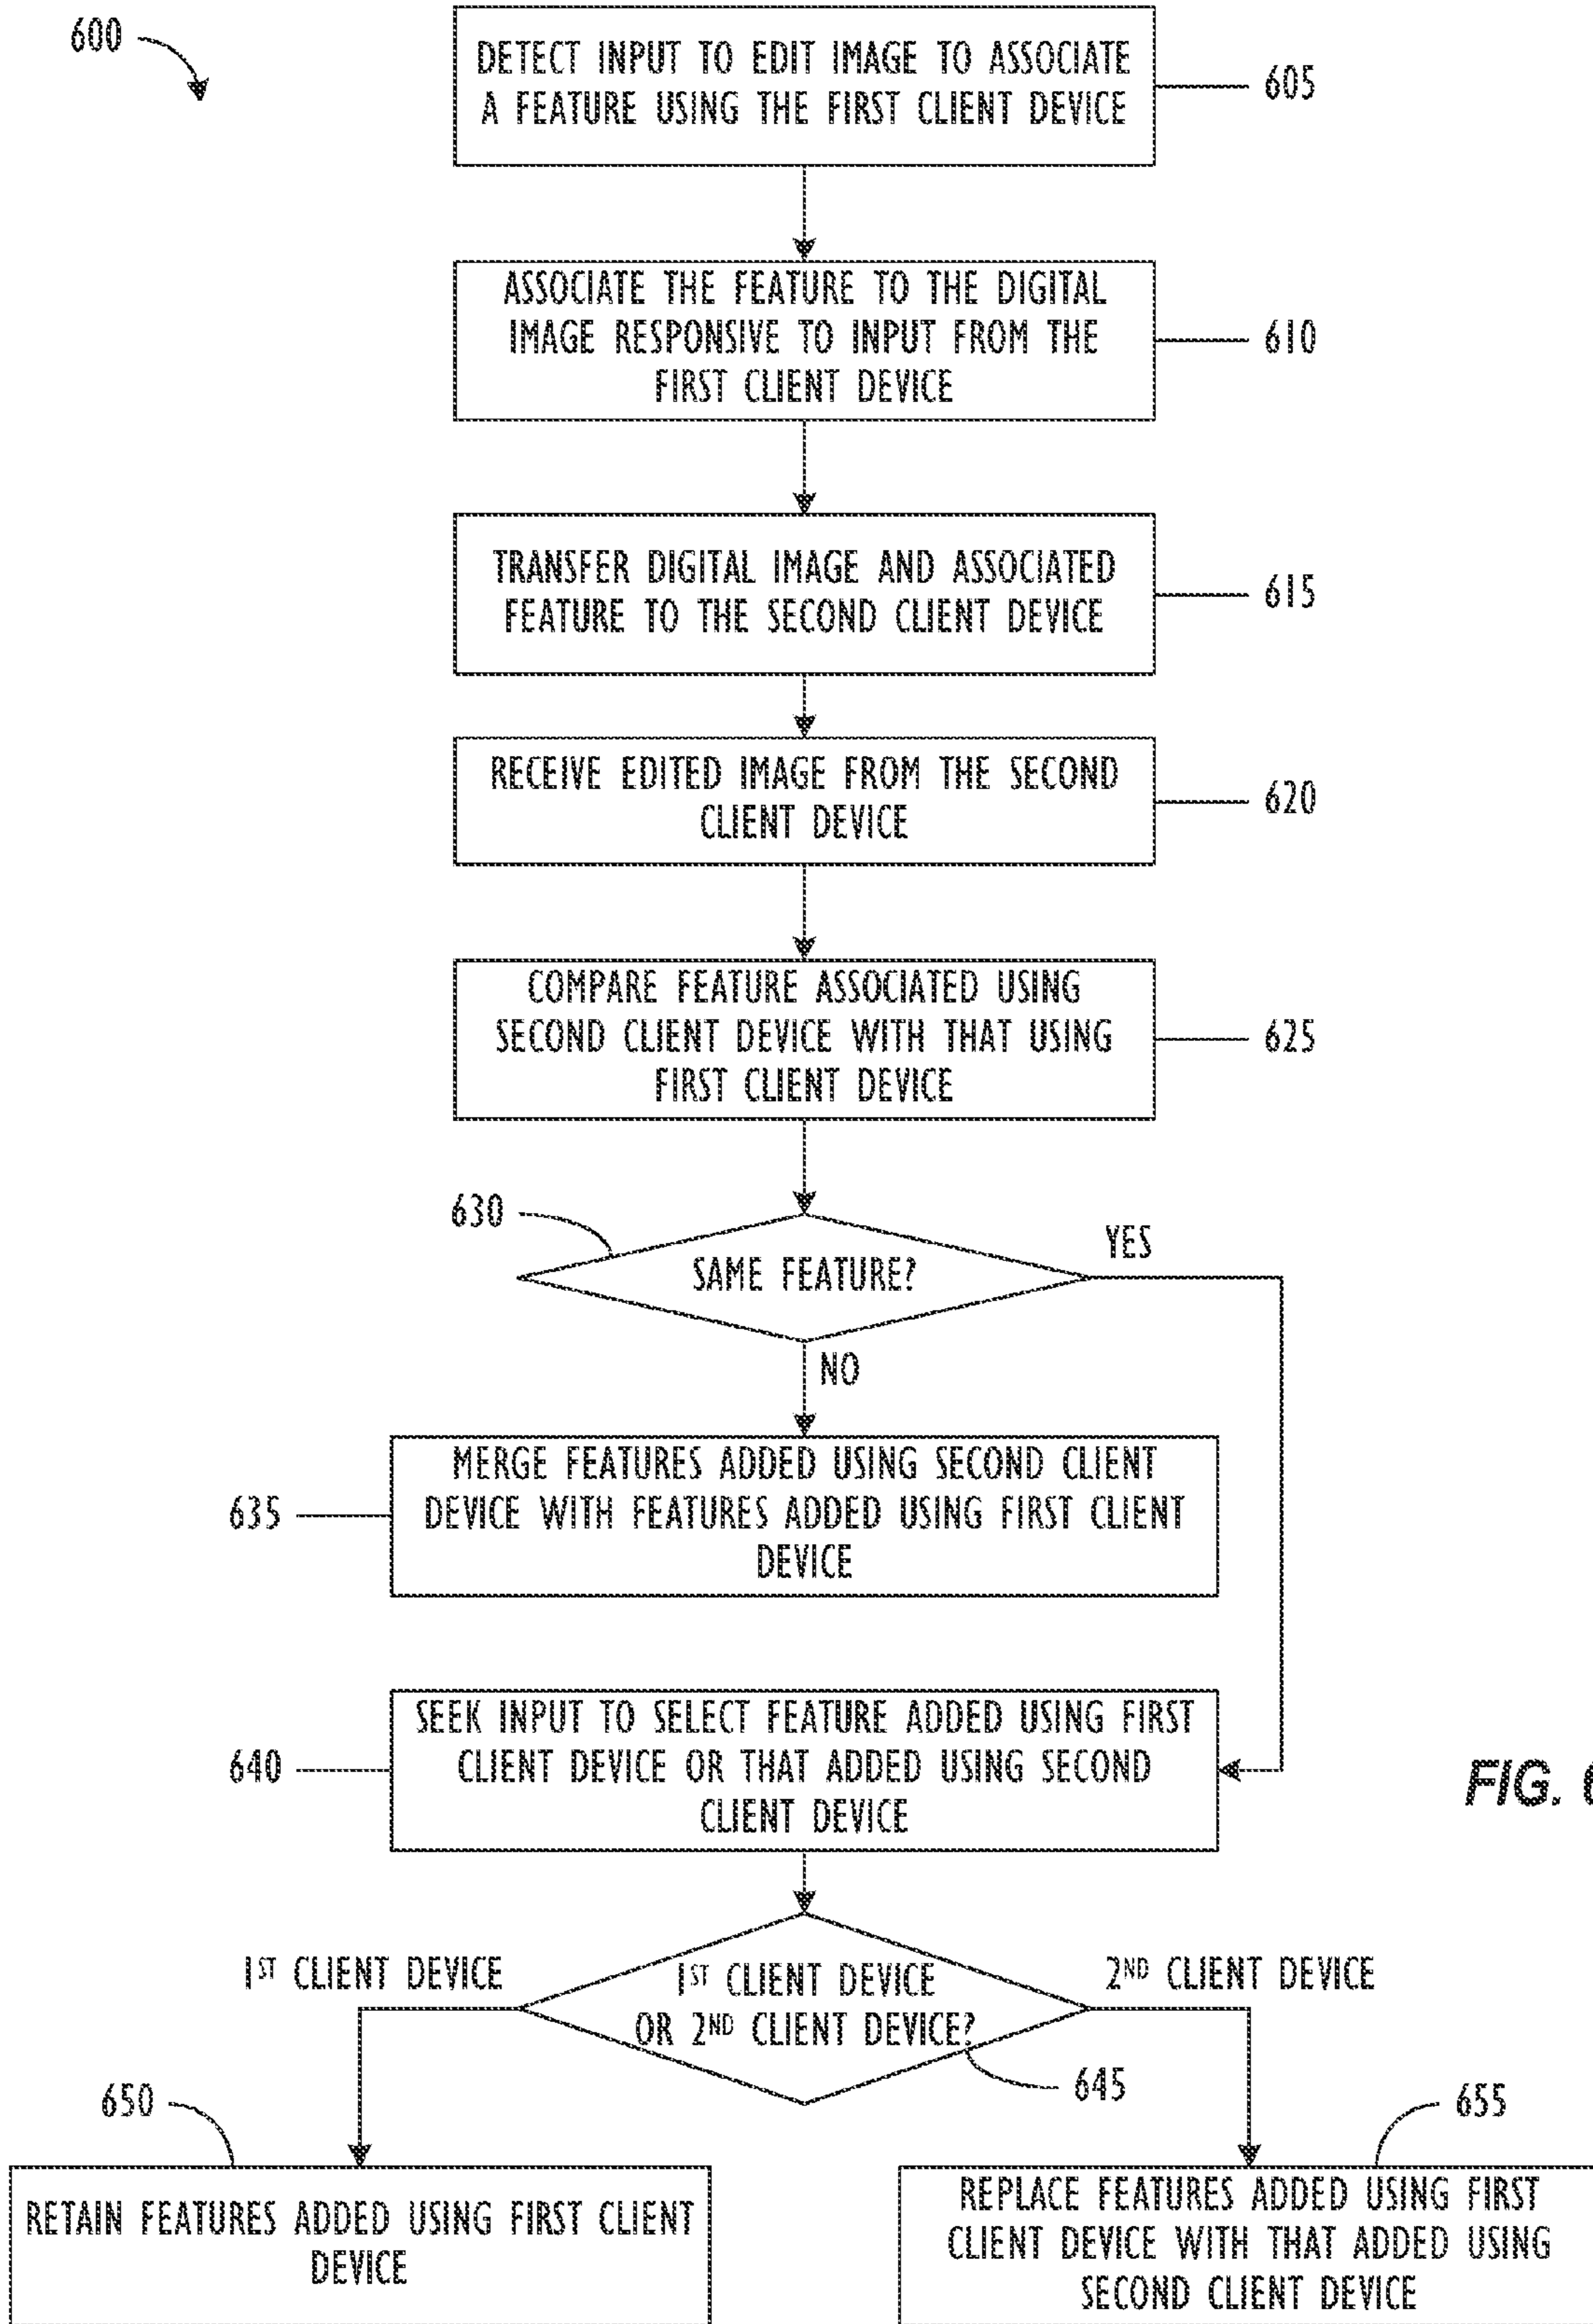 600
DETECT INPUT TO EDIT IMAGE TO ASSOCIATE
A FEATURE USING THE FIRST CLIENT DEVICE
605
ASSOCIATE THE FEATURE TO THE DIGITAL
IMAGE RESPONSIVE TO INPUT FROM THE
FIRST CLIENT DEVICE
610
TRANSFER DIGITAL IMAGE AND ASSOCIATED
FEATURE TO THE SECOND CLIENT DEVICE
615
RECEIVE EDITED IMAGE FROM THE SECOND
CLIENT DEVICE
620
COMPARE FEATURE ASSOCIATED USING
SECOND CLIENT DEVICE WITH THAT USING
FIRST CLIENT DEVICE
625
630
SAME FEATURE?
YES
NO
MERGE FEATURES ADDED USING SECOND CLIENT
DEVICE WITH FEATURES ADDED USING FIRST CLIENT
DEVICE
635
SEEK INPUT TO SELECT FEATURE ADDED USING FIRST
CLIENT DEVICE OR THAT ADDED USING SECOND
CLIENT DEVICE
640
FIG. 6
1ST CLIENT DEVICE
1ST CLIENT DEVICE
OR 2ND CLIENT DEVICE?
2ND CLIENT DEVICE
645
650
655
RETAIN FEATURES ADDED USING FIRST CLIENT
DEVICE
REPLACE FEATURES ADDED USING FIRST
CLIENT DEVICE WITH THAT ADDED USING
SECOND CLIENT DEVICE